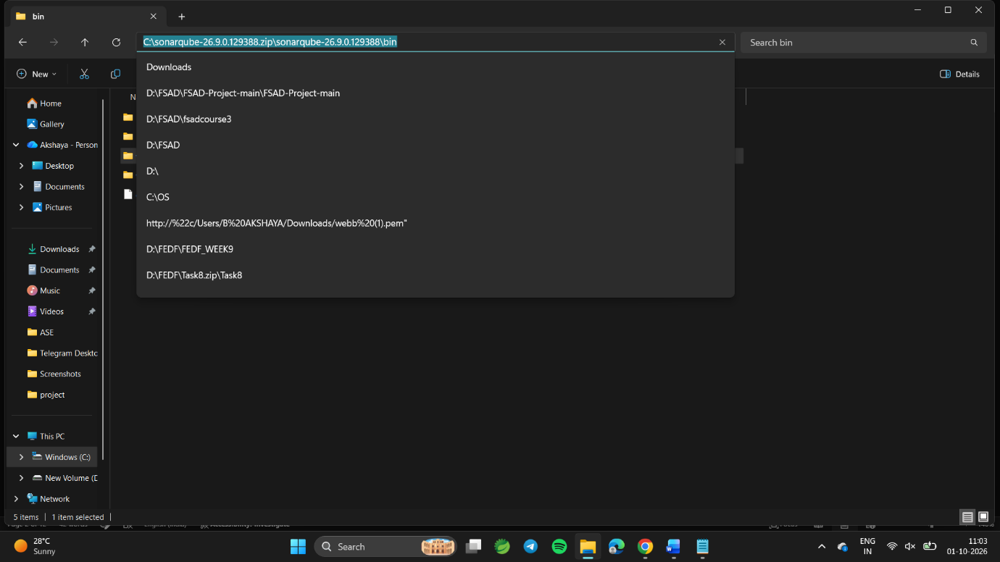 bin
C:\sonarqube-26.9.0.129388.zip\sonarqube-26.9.0.129388\bin
Search bin
Downloads
D:\FSAD\FSAD-Project-main\FSAD-Project-main
D:\FSAD\fsadcourse3
D:\FSAD
D:\
C:\OS
http://%22c/Users/B%20AKSHAYA/Downloads/webb%20(1).pem"
D:\FEDF\FEDF_WEEK9
D:\FEDF\Task8.zip\Task8
New
Details
N
Home
Gallery
Akshaya - Person
Desktop
Documents
Pictures
Downloads
Documents
Music
Videos
ASE
Telegram Deskto
Screenshots
project
This PC
Windows (C:)
New Volume (D
Network
5 items
1 item selected
28°C
Sunny
Search
ENG
IN
11:03
01-10-2026